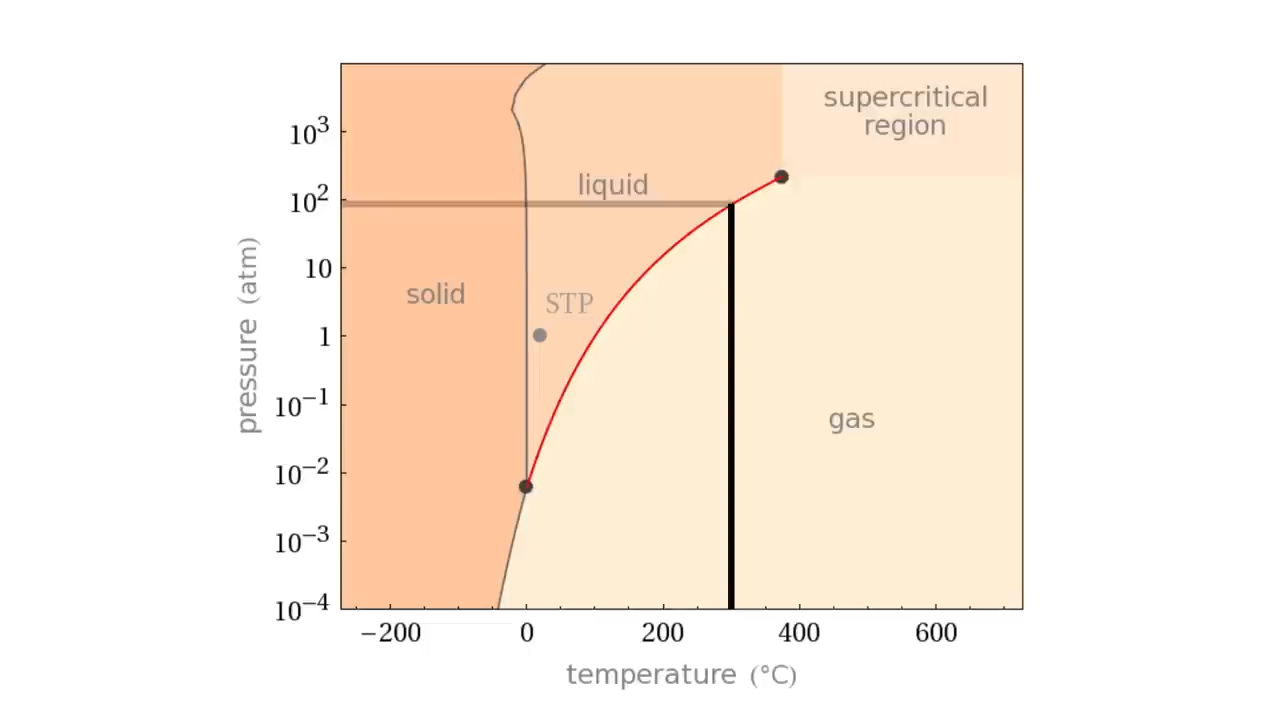 supercritical
region
10³
liquid
10²
10
solid
STP
1
gas
10⁻¹
10⁻²
10⁻³
10⁻⁴
pressure (atm)
−200 0 200 400 600
temperature (°C)